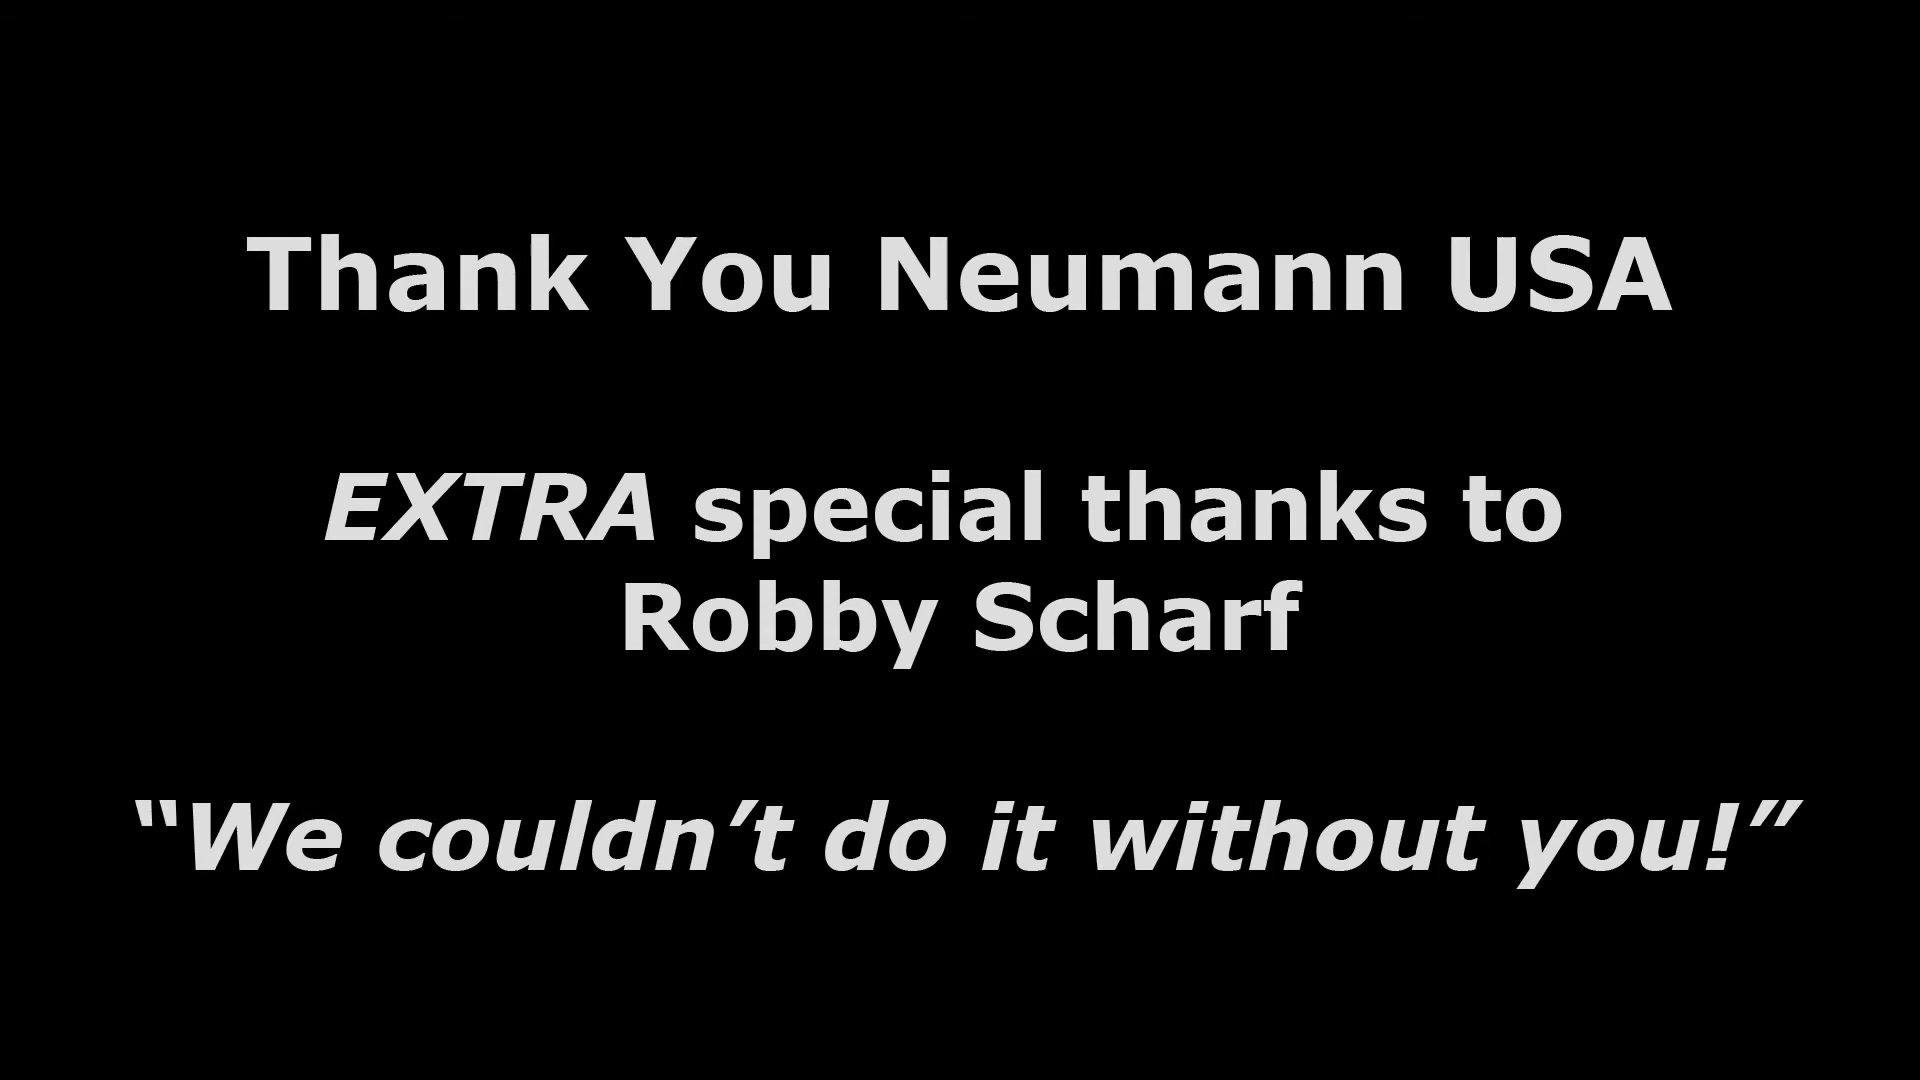 Thank You Neumann USA
EXTRA special thanks to
Robby Scharf
“We couldn’t do it without you!”